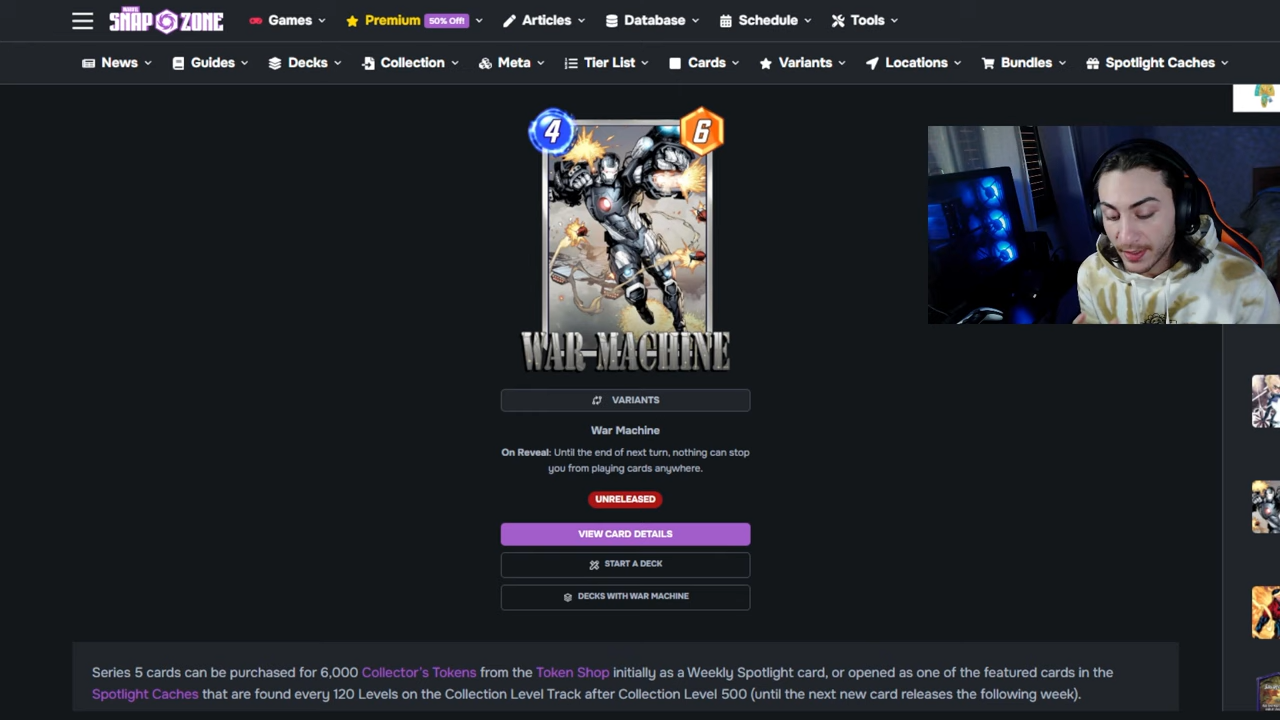 MARVEL
SNAP ZONE
Games
Premium 50% Off!
Articles
Database
Schedule
Tools
News
Guides
Decks
Collection
Meta
Tier List
Cards
Variants
Locations
Bundles
Spotlight Caches
4
6
WAR MACHINE
VARIANTS
War Machine
On Reveal: Until the end of next turn, nothing can stop
you from playing cards anywhere.
UNRELEASED
VIEW CARD DETAILS
START A DECK
DECKS WITH WAR MACHINE
Series 5 cards can be purchased for 6,000 Collector's Tokens from the Token Shop initially as a Weekly Spotlight card, or opened as one of the featured cards in the
Spotlight Caches that are found every 120 Levels on the Collection Level Track after Collection Level 500 (until the next new card releases the following week).